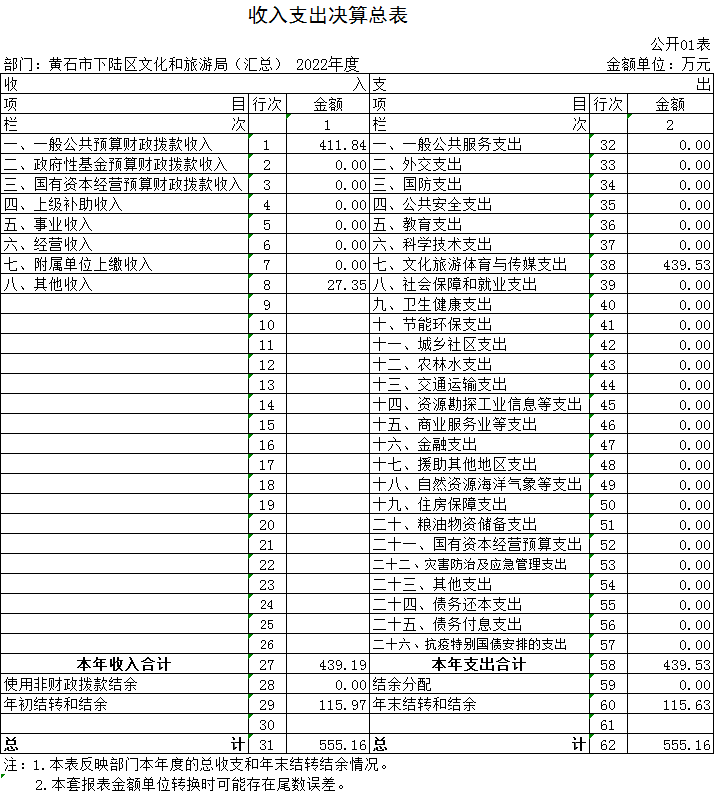 收入支出决算总表
公开01表
部门：黄石市下陆区文化和旅游局（汇总） 2022年度 金额单位：万元
收 入 支 出
项 目 行次 金额 项 目 行次 金额
栏 次 1 栏 次 2
一、一般公共预算财政拨款收入 1 411.84 一、一般公共服务支出 32 0.00
二、政府性基金预算财政拨款收入 2 0.00 二、外交支出 33 0.00
三、国有资本经营预算财政拨款收入 3 0.00 三、国防支出 34 0.00
四、上级补助收入 4 0.00 四、公共安全支出 35 0.00
五、事业收入 5 0.00 五、教育支出 36 0.00
六、经营收入 6 0.00 六、科学技术支出 37 0.00
七、附属单位上缴收入 7 0.00 七、文化旅游体育与传媒支出 38 439.53
八、其他收入 8 27.35 八、社会保障和就业支出 39 0.00
9 九、卫生健康支出 40 0.00
10 十、节能环保支出 41 0.00
11 十一、城乡社区支出 42 0.00
12 十二、农林水支出 43 0.00
13 十三、交通运输支出 44 0.00
14 十四、资源勘探工业信息等支出 45 0.00
15 十五、商业服务业等支出 46 0.00
16 十六、金融支出 47 0.00
17 十七、援助其他地区支出 48 0.00
18 十八、自然资源海洋气象等支出 49 0.00
19 十九、住房保障支出 50 0.00
20 二十、粮油物资储备支出 51 0.00
21 二十一、国有资本经营预算支出 52 0.00
22 二十二、灾害防治及应急管理支出 53 0.00
23 二十三、其他支出 54 0.00
24 二十四、债务还本支出 55 0.00
25 二十五、债务付息支出 56 0.00
26 二十六、抗疫特别国债安排的支出 57 0.00
本年收入合计 27 439.19 本年支出合计 58 439.53
使用非财政拨款结余 28 0.00 结余分配 59 0.00
年初结转和结余 29 115.97 年末结转和结余 60 115.63
30 61
总 计 31 555.16 总 计 62 555.16
注：1.本表反映部门本年度的总收支和年末结转结余情况。
2.本套报表金额单位转换时可能存在尾数误差。